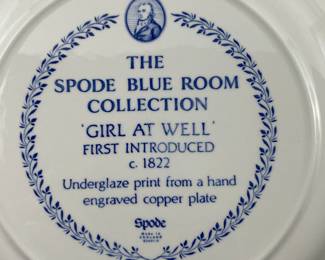 THE
SPODE BLUE ROOM
COLLECTION
'GIRL AT WELL'
FIRST INTRODUCED
c. 1822
Underglaze print from a hand
engraved copper plate
Spode
MADE IN
ENGLAND